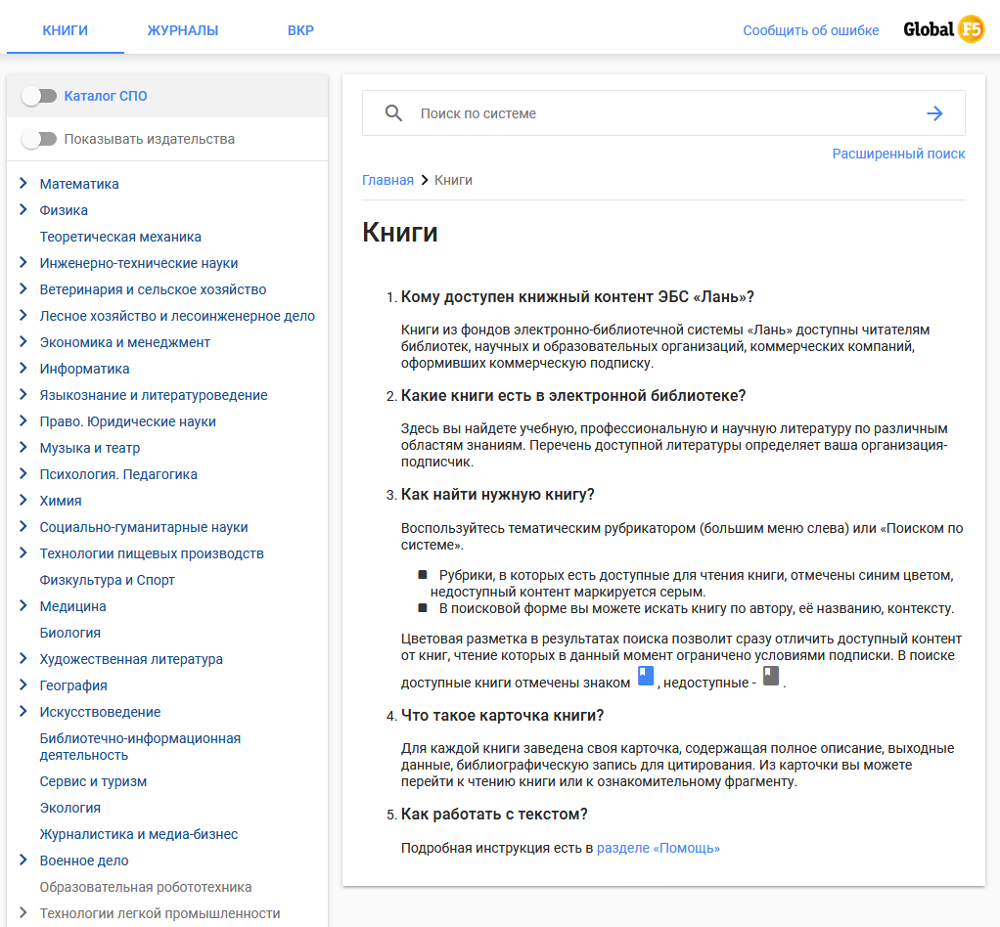 КНИГИ
ЖУРНАЛЫ
ВКР
Сообщить об ошибке
Global F5
Каталог СПО
Показывать издательства
Математика
Физика
Теоретическая механика
Инженерно-технические науки
Ветеринария и сельское хозяйство
Лесное хозяйство и лесоинженерное дело
Экономика и менеджмент
Информатика
Языкознание и литературоведение
Право. Юридические науки
Музыка и театр
Психология. Педагогика
Химия
Социально-гуманитарные науки
Технологии пищевых производств
Физкультура и Спорт
Медицина
Биология
Художественная литература
География
Искусствоведение
Библиотечно-информационная
деятельность
Сервис и туризм
Экология
Журналистика и медиа-бизнес
Военное дело
Образовательная робототехника
Технологии легкой промышленности
Поиск по системе
Расширенный поиск
Главная > Книги
Книги
1. Кому доступен книжный контент ЭБС «Лань»?
Книги из фондов электронно-библиотечной системы «Лань» доступны читателям
библиотек, научных и образовательных организаций, коммерческих компаний,
оформивших коммерческую подписку.
2. Какие книги есть в электронной библиотеке?
Здесь вы найдете учебную, профессиональную и научную литературу по различным
областям знаниям. Перечень доступной литературы определяет ваша организация-
подписчик.
3. Как найти нужную книгу?
Воспользуйтесь тематическим рубрикатором (большим меню слева) или «Поиском по
системе».
Рубрики, в которых есть доступные для чтения книги, отмечены синим цветом,
недоступный контент маркируется серым.
В поисковой форме вы можете искать книгу по автору, её названию, контексту.
Цветовая разметка в результатах поиска позволит сразу отличить доступный контент
от книг, чтение которых в данный момент ограничено условиями подписки. В поиске
доступные книги отмечены знаком , недоступные - .
4. Что такое карточка книги?
Для каждой книги заведена своя карточка, содержащая полное описание, выходные
данные, библиографическую запись для цитирования. Из карточки вы можете
перейти к чтению книги или к ознакомительному фрагменту.
5. Как работать с текстом?
Подробная инструкция есть в разделе «Помощь»